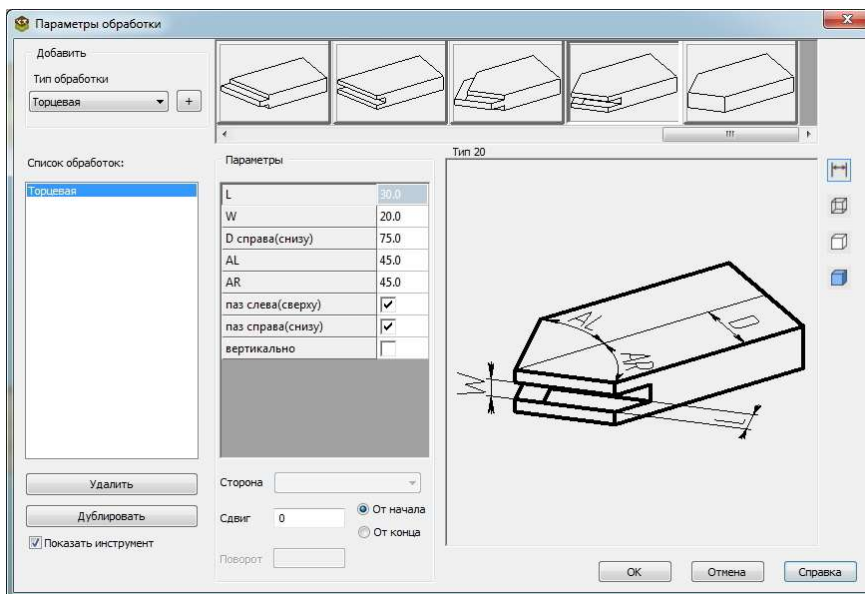 Параметры обработки
Добавить
Тип обработки
Торцевая
+
Список обработок:
Торцевая
Параметры
L 30.0
W 20.0
D справа(снизу) 75.0
AL 45.0
AR 45.0
паз слева(сверху)
паз справа(снизу)
вертикально
Тип 20
AL
D
AR
W
L
Удалить
Дублировать
Показать инструмент
Сторона
Сдвиг 0
От начала
От конца
Поворот
ОК
Отмена
Справка